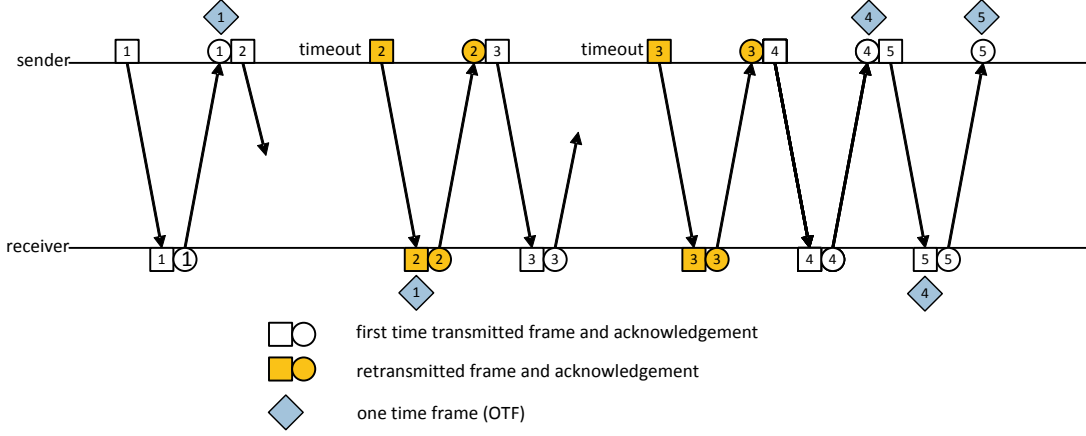 1 4 5
1 1 2 timeout 2 2 3 timeout 3 3 4 4 5 5
sender
receiver
1 1 2 2 3 3 3 3 4 4 5 5
1 4
first time transmitted frame and acknowledgement
retransmitted frame and acknowledgement
one time frame (OTF)